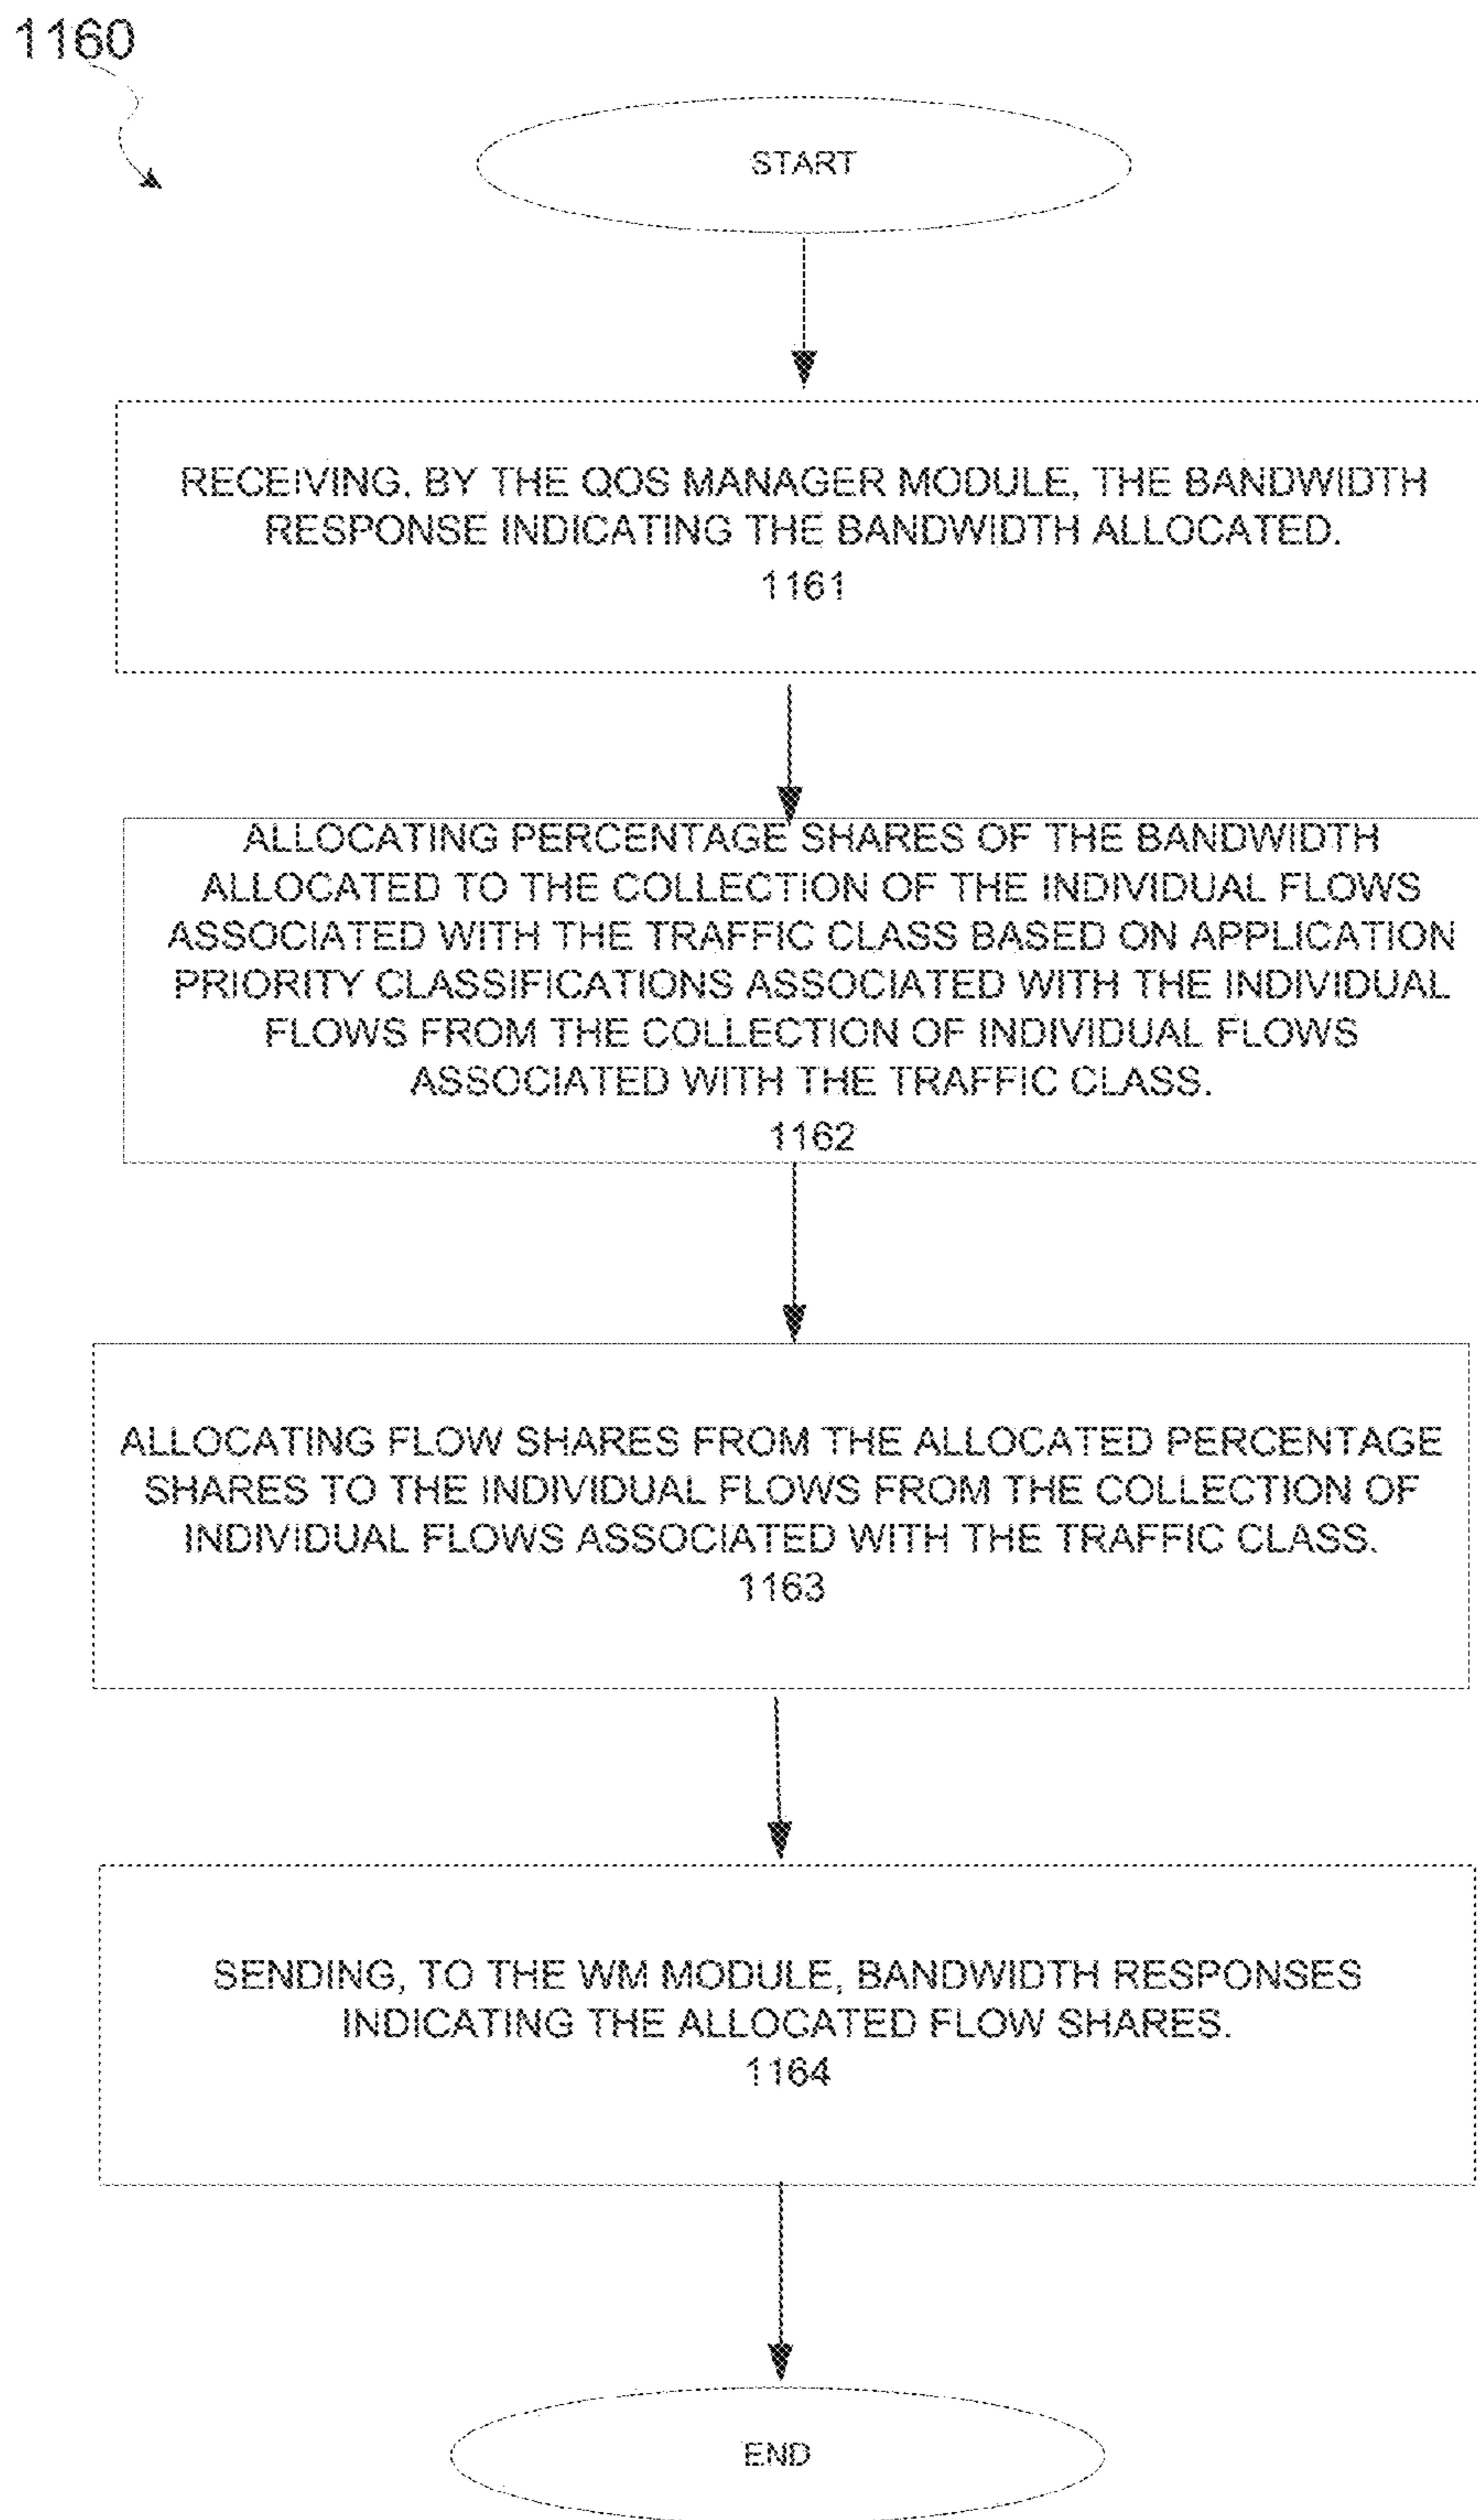 1160
START
RECEIVING, BY THE QOS MANAGER MODULE, THE BANDWIDTH
RESPONSE INDICATING THE BANDWIDTH ALLOCATED.
1161
ALLOCATING PERCENTAGE SHARES OF THE BANDWIDTH
ALLOCATED TO THE COLLECTION OF THE INDIVIDUAL FLOWS
ASSOCIATED WITH THE TRAFFIC CLASS BASED ON APPLICATION
PRIORITY CLASSIFICATIONS ASSOCIATED WITH THE INDIVIDUAL
FLOWS FROM THE COLLECTION OF INDIVIDUAL FLOWS
ASSOCIATED WITH THE TRAFFIC CLASS.
1162
ALLOCATING FLOW SHARES FROM THE ALLOCATED PERCENTAGE
SHARES TO THE INDIVIDUAL FLOWS FROM THE COLLECTION OF
INDIVIDUAL FLOWS ASSOCIATED WITH THE TRAFFIC CLASS.
1163
SENDING, TO THE WM MODULE, BANDWIDTH RESPONSES
INDICATING THE ALLOCATED FLOW SHARES.
1164
END